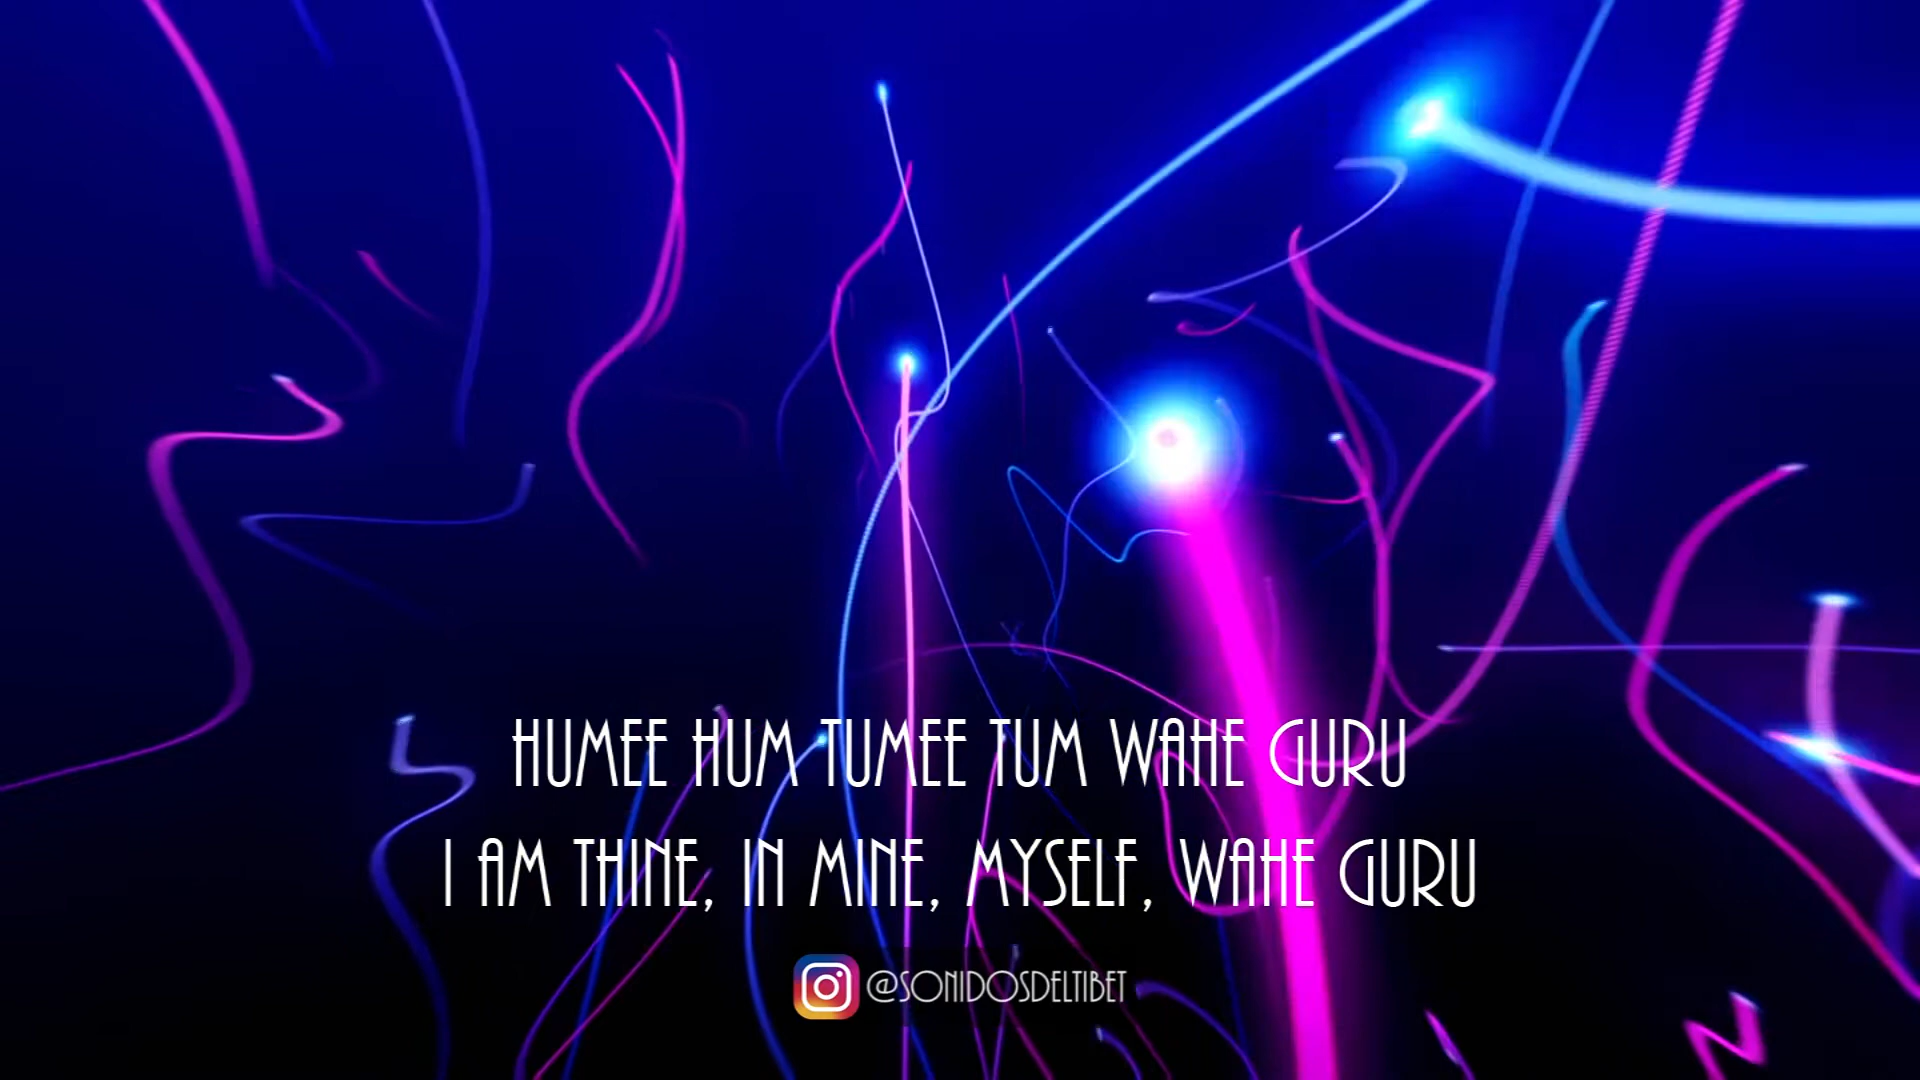 HUMEE HUM TUMEE TUM WAHE GURU
I AM THINE, IN MINE, MYSELF, WAHE GURU
@SONIDOSDELTIBET